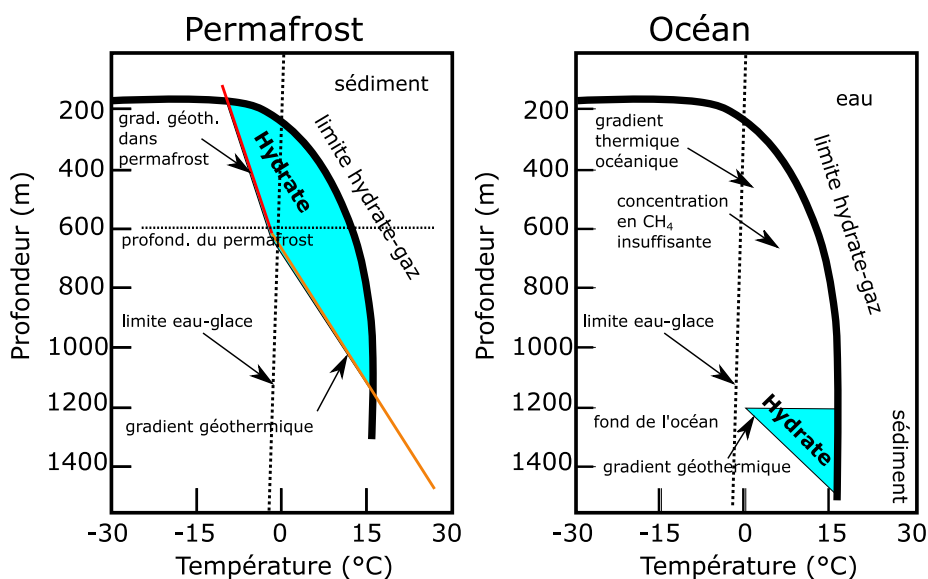 Permafrost
sédiment
grad. géoth.
dans
permafrost
Hydrate
limite hydrate-gaz
profond. du permafrost
limite eau-glace
gradient géothermique
Profondeur (m)
200
400
600
800
1000
1200
1400
-30
-15
0
15
30
Température (°C)
Océan
eau
gradient
thermique
océanique
concentration
en CH₄
insuffisante
limite hydrate-gaz
limite eau-glace
fond de l'océan
Hydrate
gradient géothermique
sédiment
Profondeur (m)
200
400
600
800
1000
1200
1400
-30
-15
0
15
30
Température (°C)